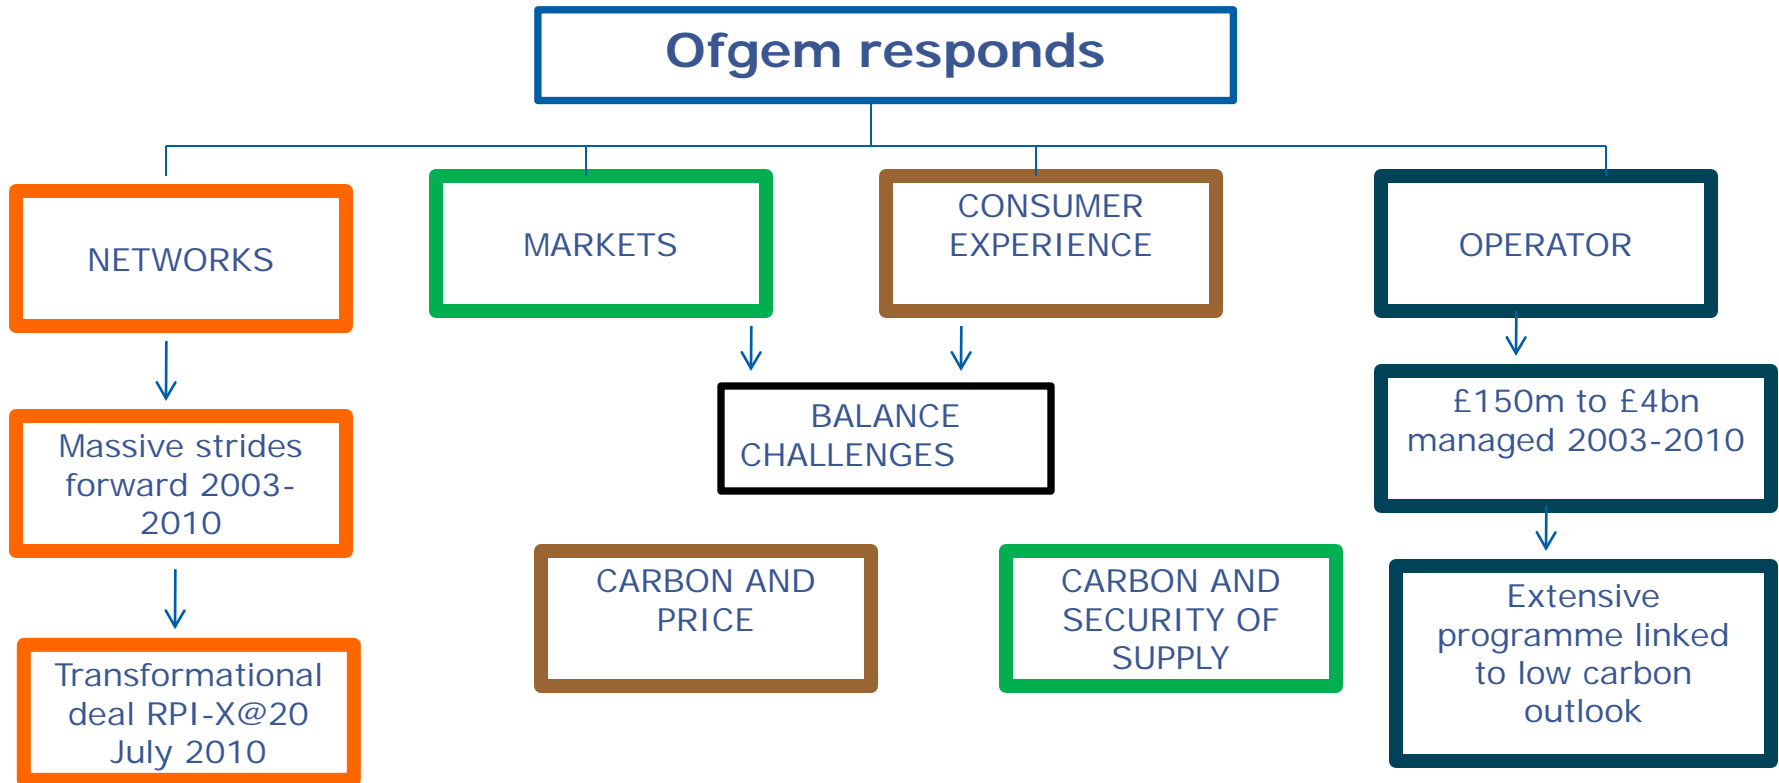 Ofgem responds
NETWORKS
MARKETS
CONSUMER
EXPERIENCE
OPERATOR
Massive strides
forward 2003-
2010
BALANCE
CHALLENGES
£150m to £4bn
managed 2003-2010
Transformational
deal RPI-X@20
July 2010
CARBON AND
PRICE
CARBON AND
SECURITY OF
SUPPLY
Extensive
programme linked
to low carbon
outlook